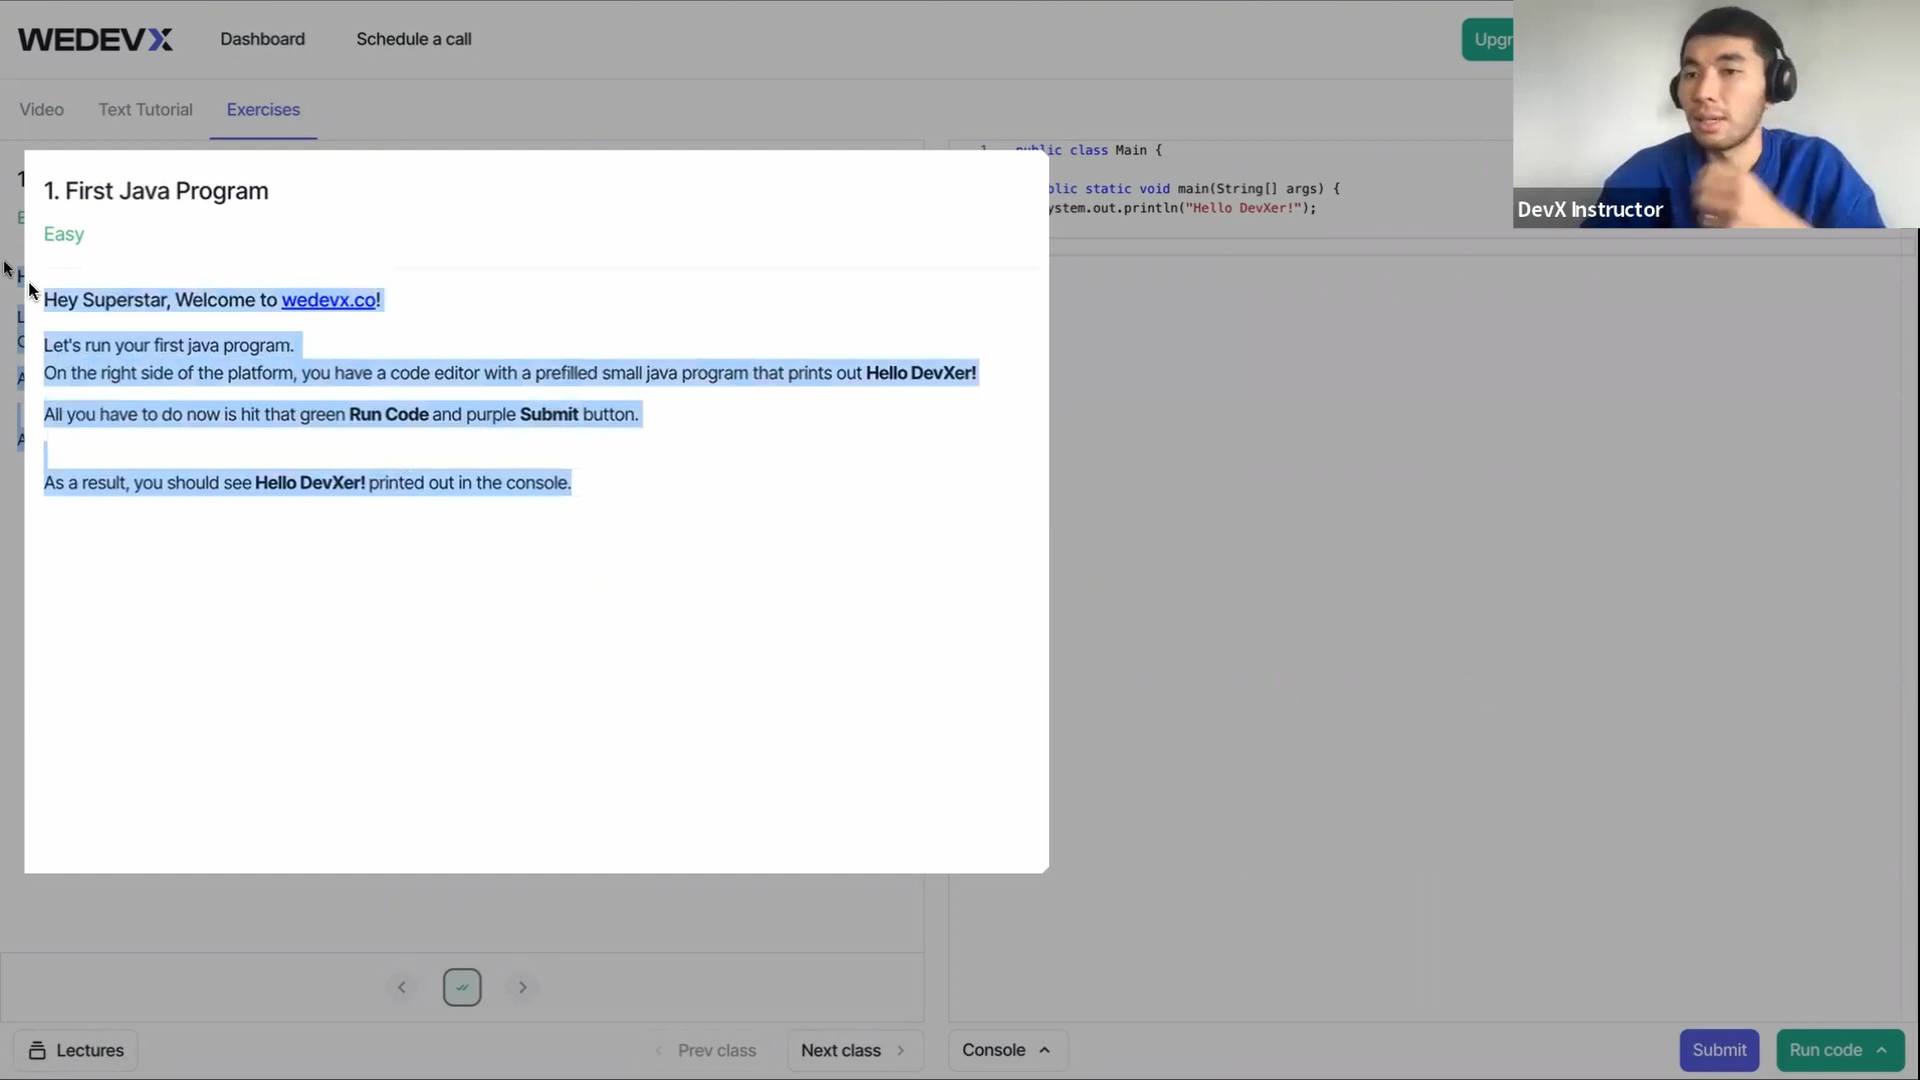 WEDEVX
Dashboard
Schedule a call
Upgr
Video
Text Tutorial
Exercises
1. First Java Program
Easy
Hey Superstar, Welcome to wedevx.co!
Let's run your first java program.
On the right side of the platform, you have a code editor with a prefilled small java program that prints out Hello DevXer!
All you have to do now is hit that green Run Code and purple Submit button.
As a result, you should see Hello DevXer! printed out in the console.
1
public class Main {
blic static void main(String[] args) {
ystem.out.println("Hello DevXer!");
DevX Instructor
Lectures
Prev class
Next class
Console
Submit
Run code